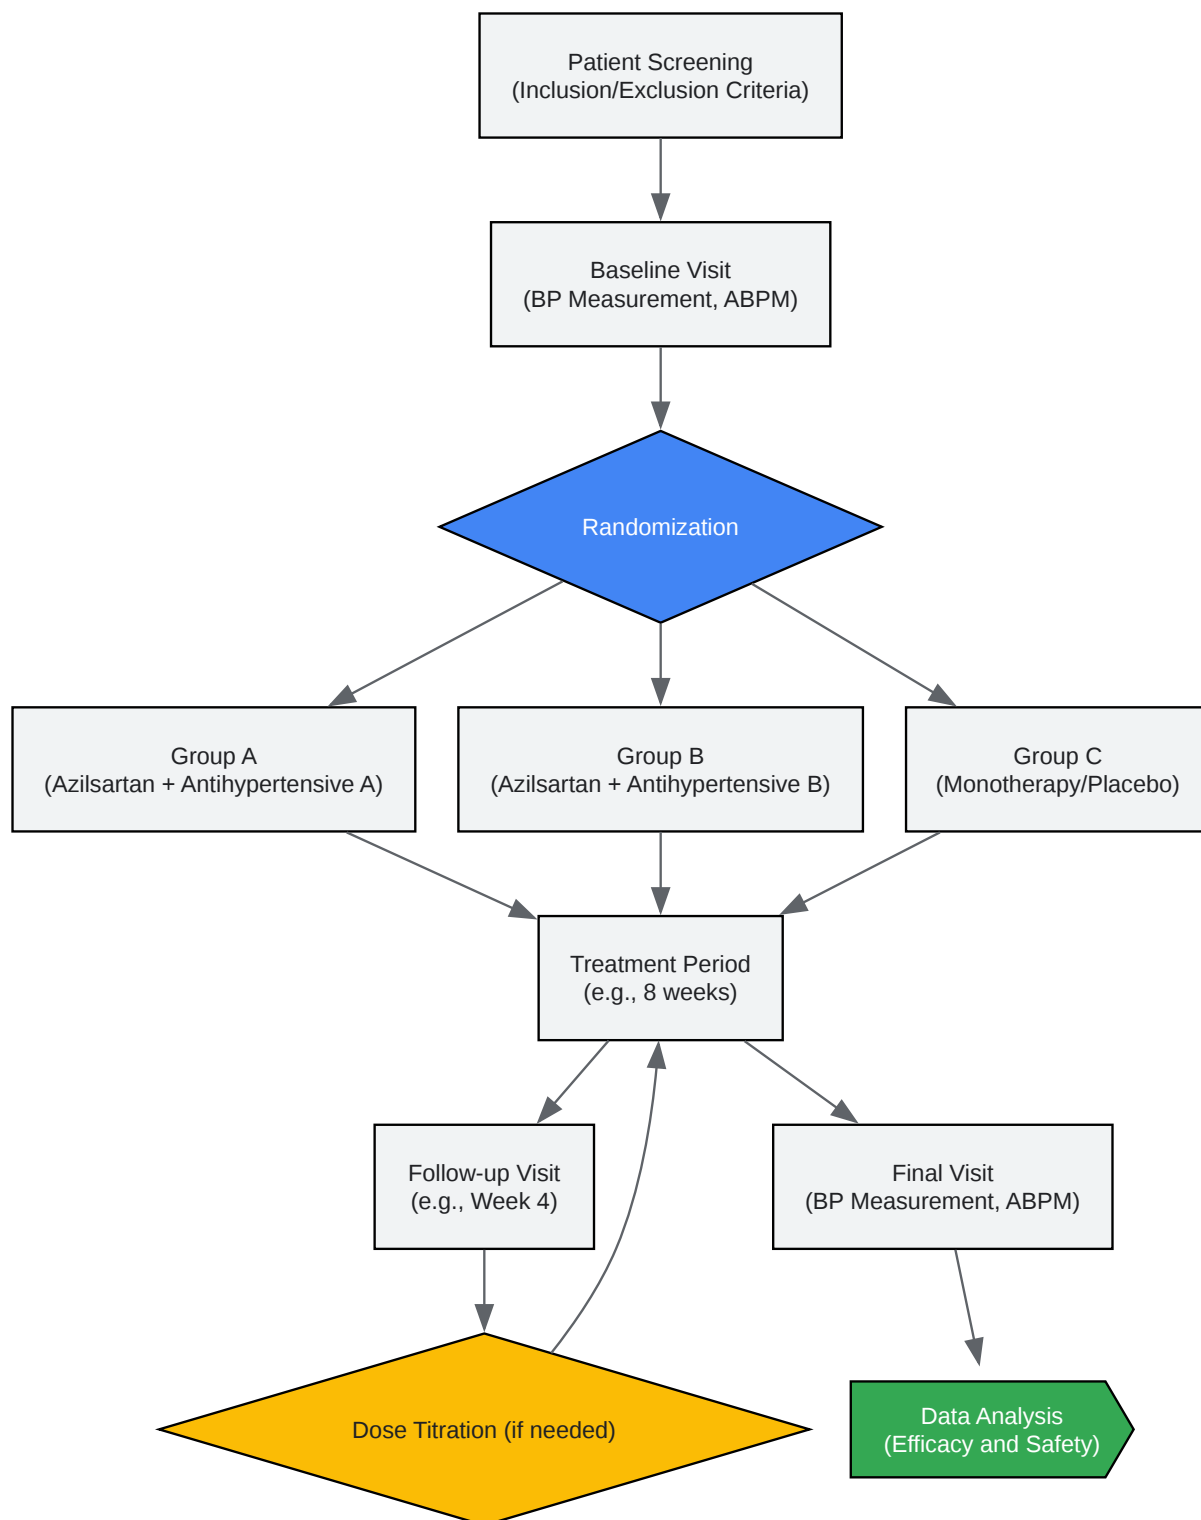 Patient Screening
(Inclusion/Exclusion Criteria)
Baseline Visit
(BP Measurement, ABPM)
Randomization
Group A
(Azilsartan + Antihypertensive A)
Group B
(Azilsartan + Antihypertensive B)
Group C
(Monotherapy/Placebo)
Treatment Period
(e.g., 8 weeks)
Follow-up Visit
(e.g., Week 4)
Final Visit
(BP Measurement, ABPM)
Dose Titration (if needed)
Data Analysis
(Efficacy and Safety)